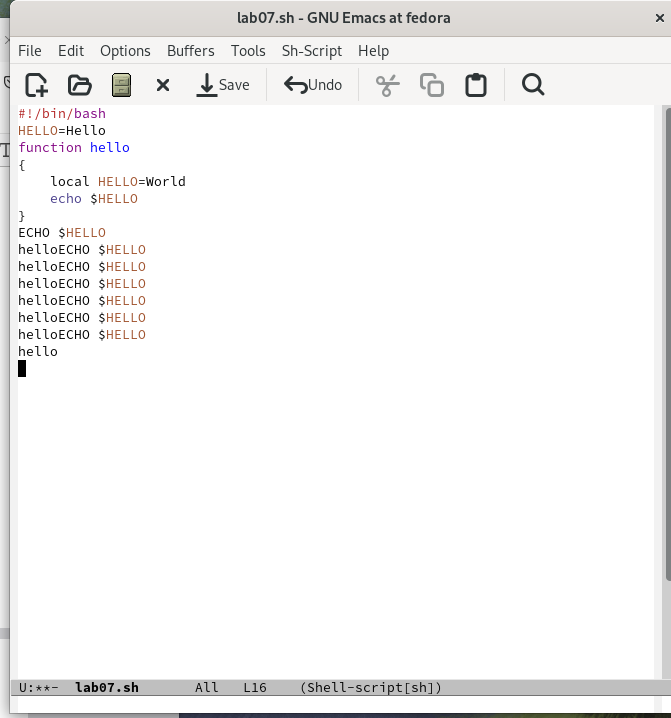 lab07.sh - GNU Emacs at fedora
File Edit Options Buffers Tools Sh-Script Help
Save Undo
#!/bin/bash
HELLO=Hello
function hello
{
    local HELLO=World
    echo $HELLO
}
ECHO $HELLO
helloECHO $HELLO
helloECHO $HELLO
helloECHO $HELLO
helloECHO $HELLO
helloECHO $HELLO
helloECHO $HELLO
hello
U:**- lab07.sh All L16 (Shell-script[sh])